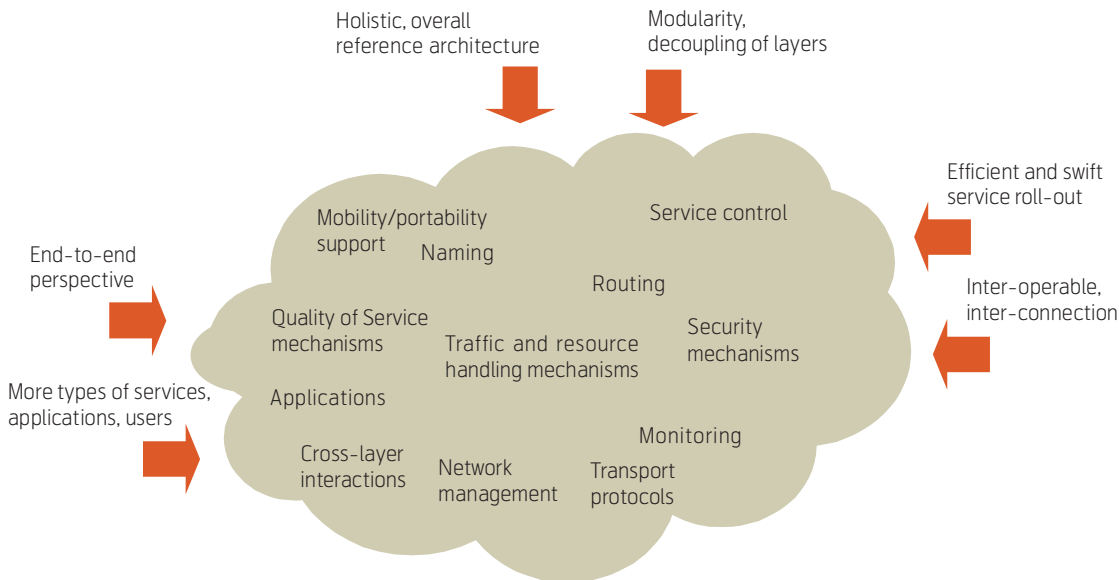 Holistic, overall
reference architecture
Modularity,
decoupling of layers
Efficient and swift
service roll-out
Mobility/portability
support
Service control
Naming
End-to-end
perspective
Routing
Inter-operable,
inter-connection
Quality of Service
mechanisms
Traffic and resource
handling mechanisms
Security
mechanisms
More types of services,
applications, users
Applications
Monitoring
Cross-layer
interactions
Network
management
Transport
protocols